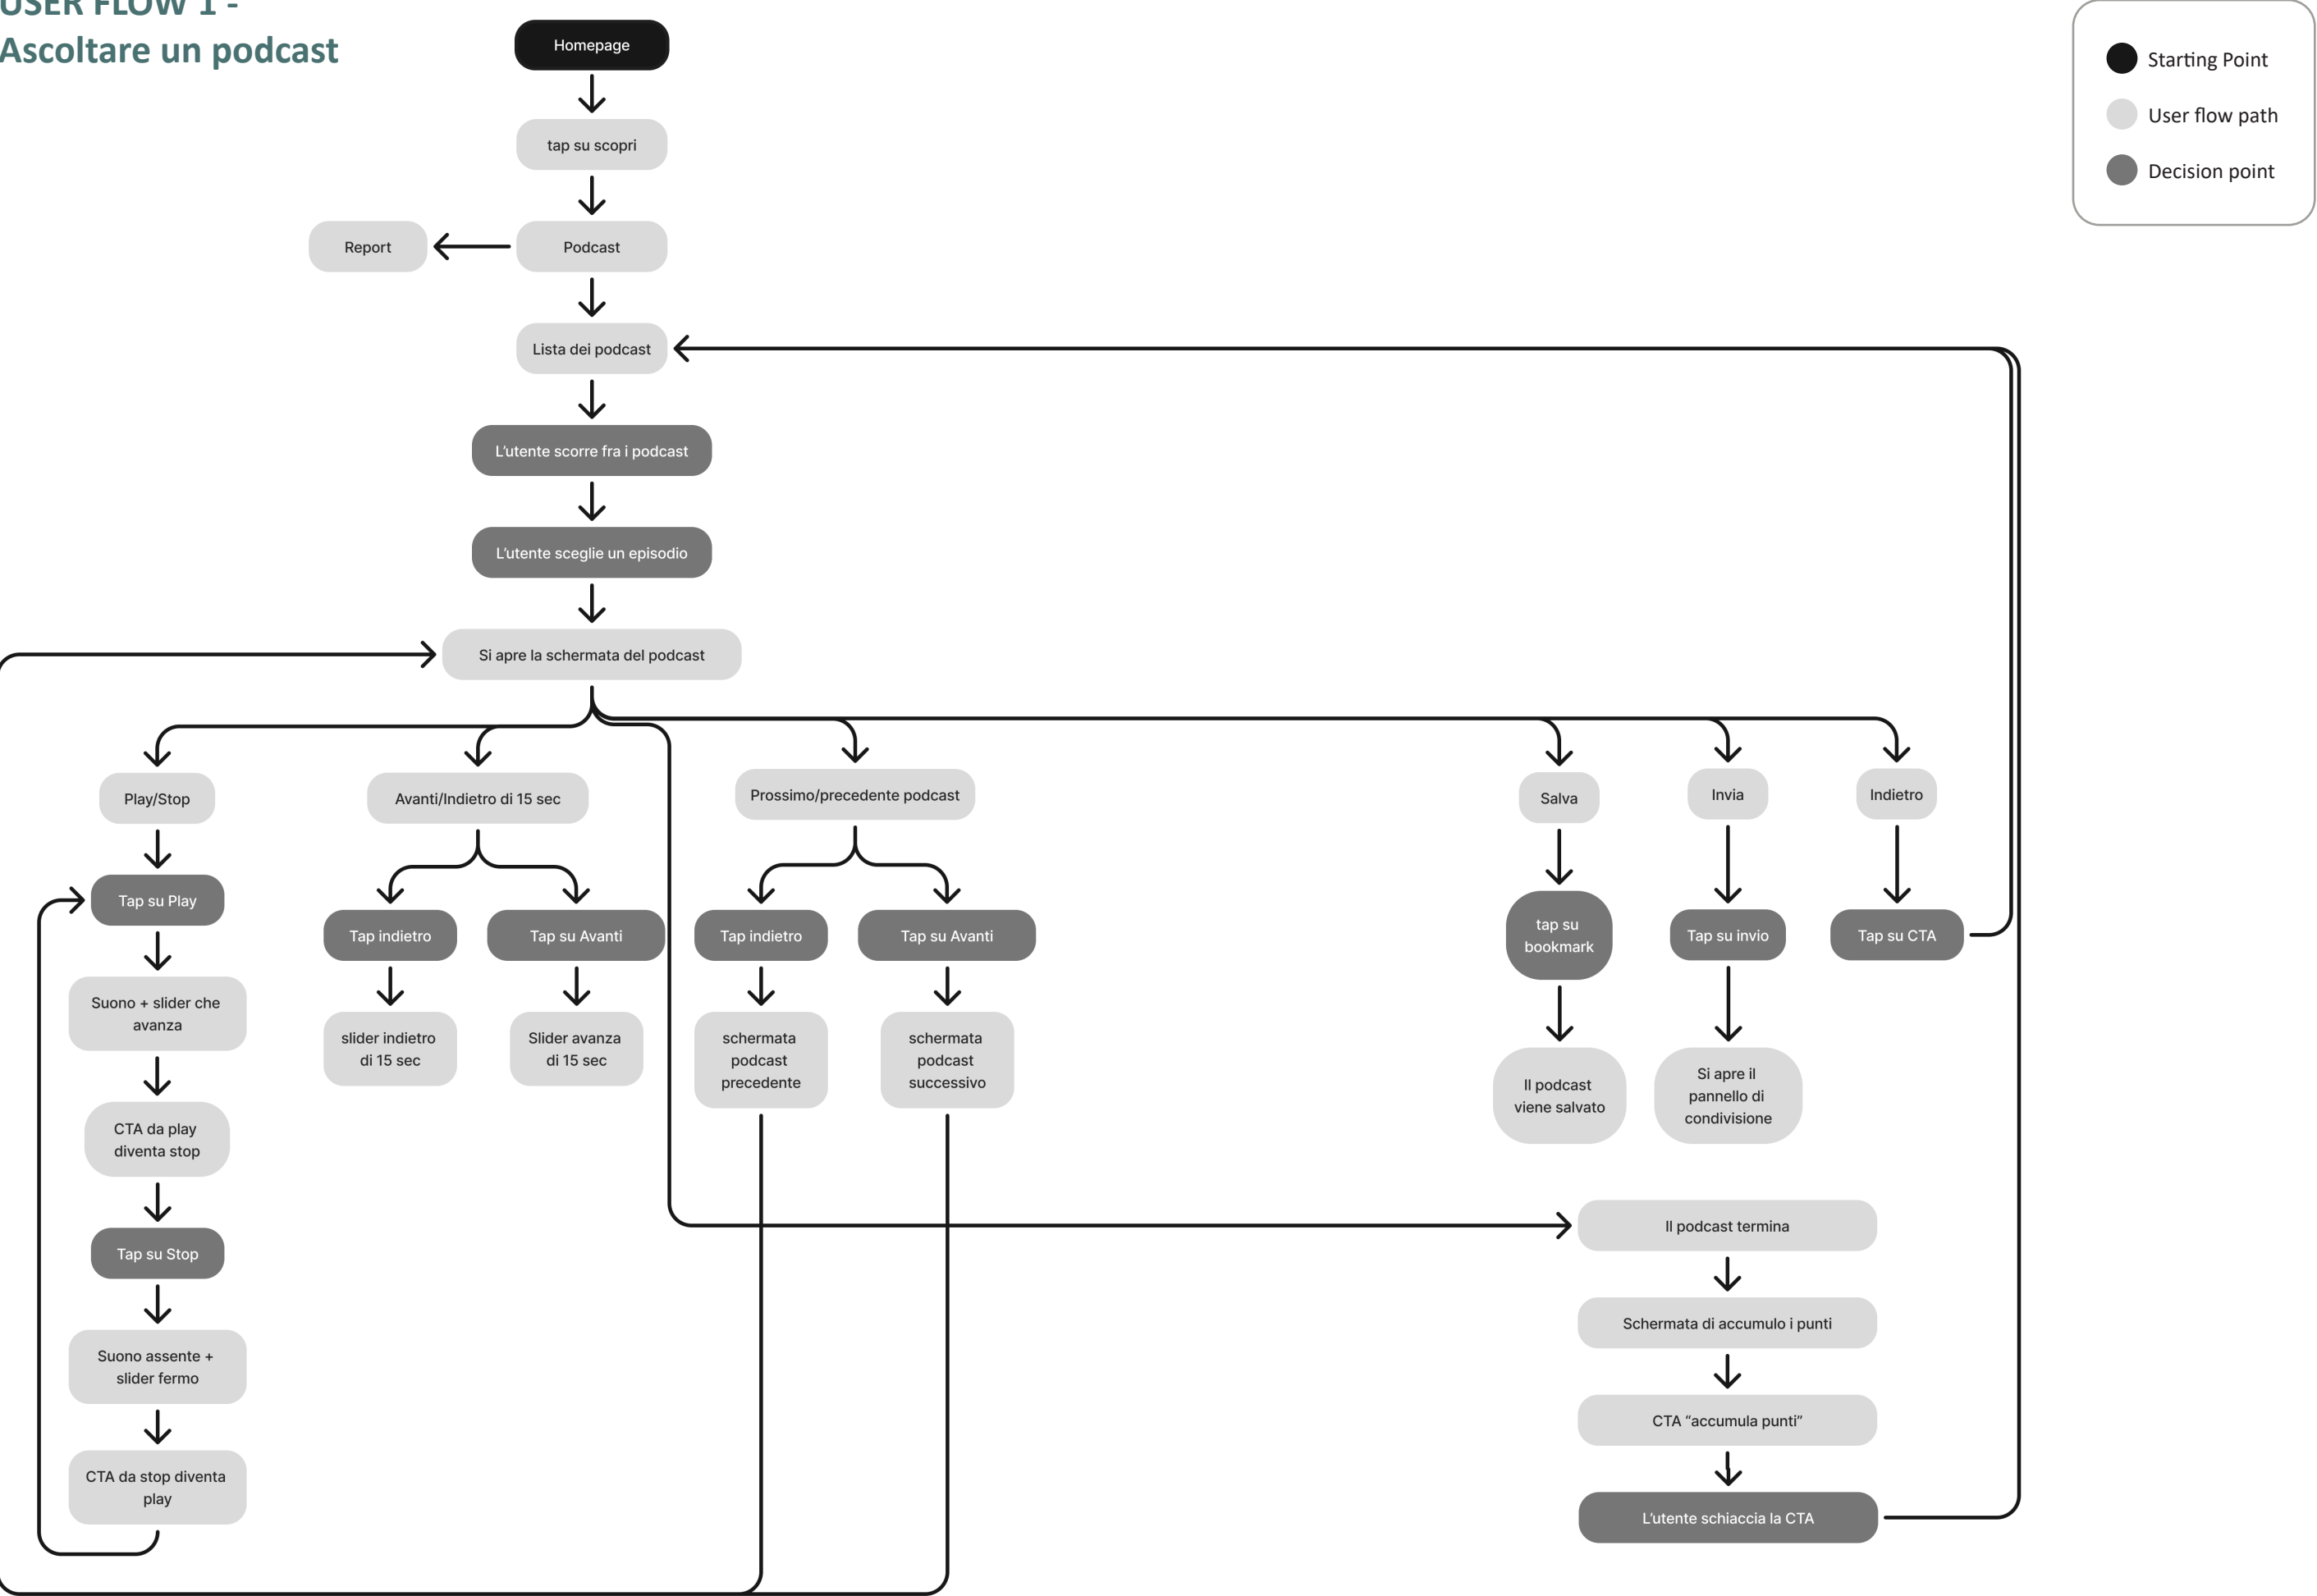 USER FLOW 1 -
Ascoltare un podcast
Homepage
Starting Point
User flow path
Decision point
tap su scopri
Report
Podcast
Lista dei podcast
L'utente scorre fra i podcast
L'utente sceglie un episodio
Si apre la schermata del podcast
Play/Stop
Avanti/Indietro di 15 sec
Prossimo/precedente podcast
Salva
Invia
Indietro
Tap su Play
Tap indietro
Tap su Avanti
Tap indietro
Tap su Avanti
tap su
bookmark
Tap su invio
Tap su CTA
Suono + slider che
avanza
slider indietro
di 15 sec
Slider avanza
di 15 sec
schermata
podcast
precedente
schermata
podcast
successivo
Il podcast
viene salvato
Si apre il
pannello di
condivisione
CTA da play
diventa stop
Tap su Stop
Suono assente +
slider fermo
CTA da stop diventa
play
Il podcast termina
Schermata di accumulo i punti
CTA “accumula punti”
L'utente schiaccia la CTA